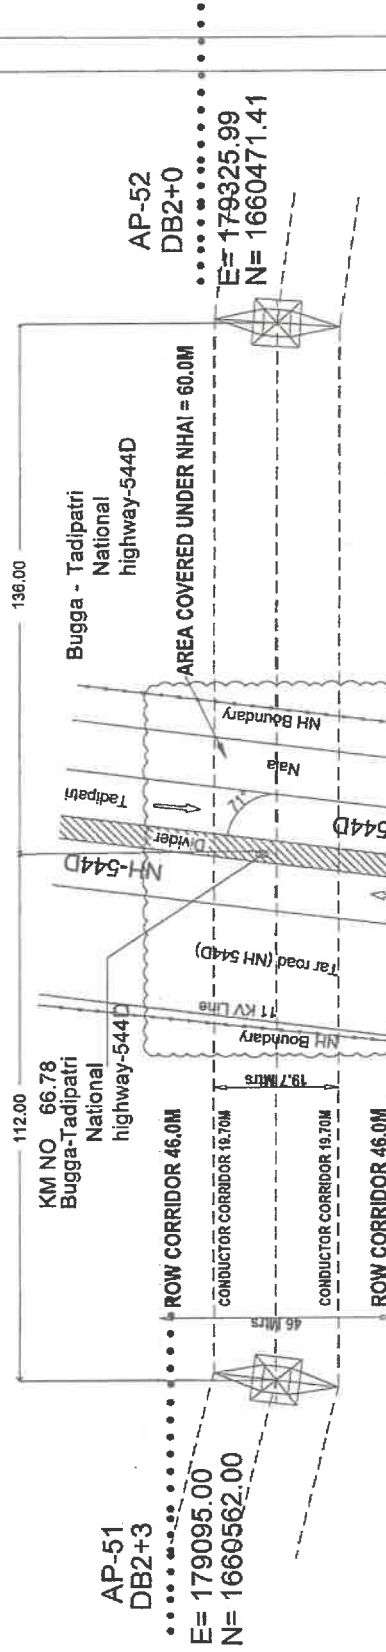 AP-52
DB2+0
E= 179325.99
N= 1660471.41
136.00
Bugga - Tadipatri
National
highway-544D
AREA COVERED UNDER NHAI = 60.0M
NH Boundary
Nala
Tadipatri
71°
Divider
NH-544D
544D
Tar road (NH 544D)
11 KV Line
NH Boundary
112.00
KM NO 66.78
Bugga-Tadipatri
National
highway-544D
19.7 Mtrs
ROW CORRIDOR 46.0M
CONDUCTOR CORRIDOR 19.70M
CONDUCTOR CORRIDOR 19.70M
ROW CORRIDOR 46.0M
46 Mtrs
AP-51
DB2+3
E= 179095.00
N= 1660562.00